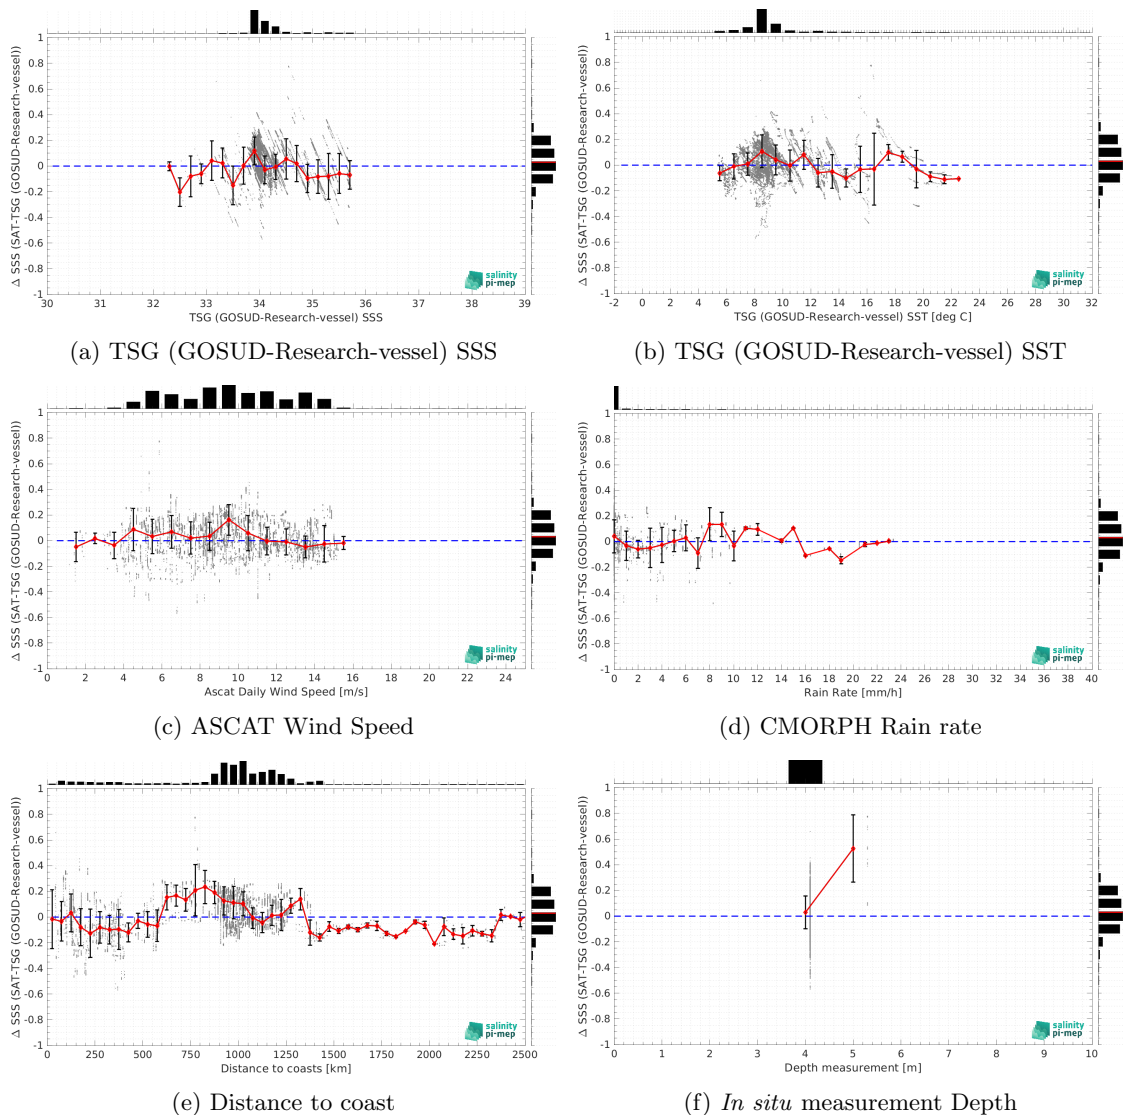 1
0.8
0.6
0.4
0.2
0
-0.2
-0.4
-0.6
-0.8
-1
Δ SSS (SAT-TSG (GOSUD-Research-vessel))
salinity
pi-mep
30 31 32 33 34 35 36 37 38 39
TSG (GOSUD-Research-vessel) SSS
(a) TSG (GOSUD-Research-vessel) SSS
1
0.8
0.6
0.4
0.2
0
-0.2
-0.4
-0.6
-0.8
-1
Δ SSS (SAT-TSG (GOSUD-Research-vessel))
salinity
pi-mep
-2 0 2 4 6 8 10 12 14 16 18 20 22 24 26 28 30 32
TSG (GOSUD-Research-vessel) SST [deg C]
(b) TSG (GOSUD-Research-vessel) SST
1
0.8
0.6
0.4
0.2
0
-0.2
-0.4
-0.6
-0.8
-1
Δ SSS (SAT-TSG (GOSUD-Research-vessel))
salinity
pi-mep
0 2 4 6 8 10 12 14 16 18 20 22 24
Ascat Daily Wind Speed [m/s]
(c) ASCAT Wind Speed
1
0.8
0.6
0.4
0.2
0
-0.2
-0.4
-0.6
-0.8
-1
Δ SSS (SAT-TSG (GOSUD-Research-vessel))
salinity
pi-mep
0 2 4 6 8 10 12 14 16 18 20 22 24 26 28 30 32 34 36 38 40
Rain Rate [mm/h]
(d) CMORPH Rain rate
1
0.8
0.6
0.4
0.2
0
-0.2
-0.4
-0.6
-0.8
-1
Δ SSS (SAT-TSG (GOSUD-Research-vessel))
salinity
pi-mep
0 250 500 750 1000 1250 1500 1750 2000 2250 2500
Distance to coasts [km]
(e) Distance to coast
1
0.8
0.6
0.4
0.2
0
-0.2
-0.4
-0.6
-0.8
-1
Δ SSS (SAT-TSG (GOSUD-Research-vessel))
salinity
pi-mep
0 1 2 3 4 5 6 7 8 9 10
Depth measurement [m]
(f) In situ measurement Depth